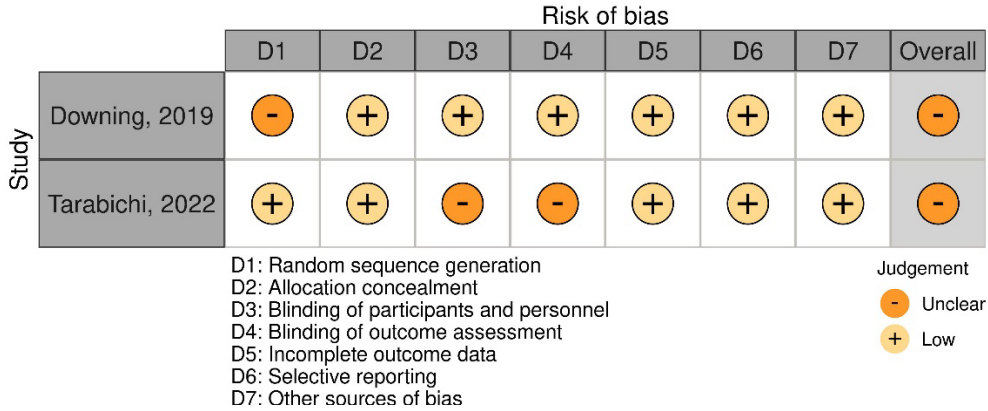 Risk of bias
D1 D2 D3 D4 D5 D6 D7 Overall
Study
Downing, 2019 - + + + + + + -
Tarabichi, 2022 + + - - + + + -
D1: Random sequence generation
D2: Allocation concealment
D3: Blinding of participants and personnel
D4: Blinding of outcome assessment
D5: Incomplete outcome data
D6: Selective reporting
D7: Other sources of bias
Judgement
- Unclear
+ Low